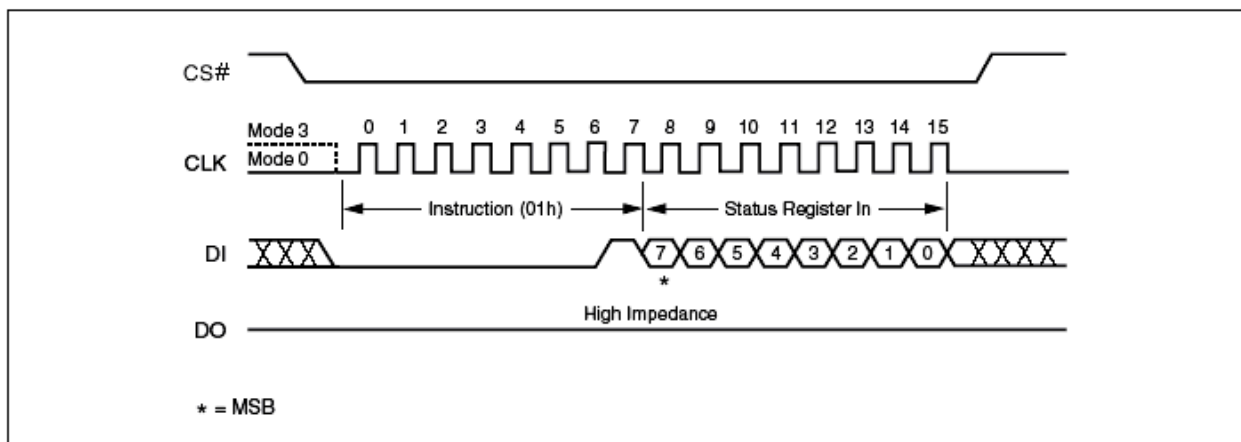 CS#
Mode 3 0 1 2 3 4 5 6 7 8 9 10 11 12 13 14 15
CLK Mode 0
Instruction (01h) Status Register In
DI 7 6 5 4 3 2 1 0
*
High Impedance
DO
* = MSB